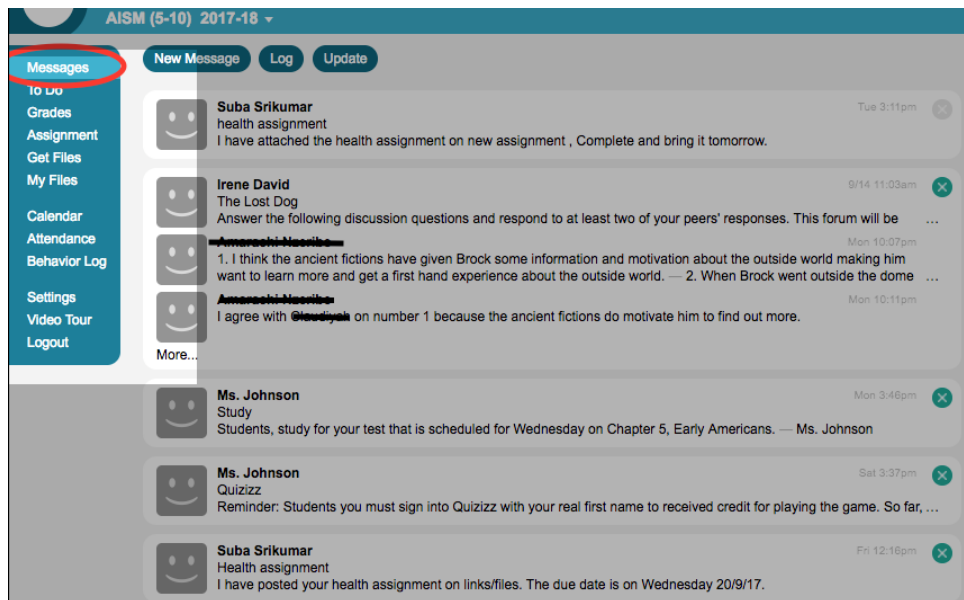 AISM (5-10) 2017-18
Messages
To Do
Grades
Assignment
Get Files
My Files
Calendar
Attendance
Behavior Log
Settings
Video Tour
Logout
New Message Log Update
Suba Srikumar Tue 3:11pm
health assignment
I have attached the health assignment on new assignment , Complete and bring it tomorrow.
Irene David 9/14 11:03am
The Lost Dog
Answer the following discussion questions and respond to at least two of your peers' responses. This forum will be ...
Mon 10:07pm
1. I think the ancient fictions have given Brock some information and motivation about the outside world making him
want to learn more and get a first hand experience about the outside world. — 2. When Brock went outside the dome ...
Mon 10:11pm
I agree with on number 1 because the ancient fictions do motivate him to find out more.
More...
Ms. Johnson Mon 3:46pm
Study
Students, study for your test that is scheduled for Wednesday on Chapter 5, Early Americans. — Ms. Johnson
Ms. Johnson Sat 3:37pm
Quizizz
Reminder: Students you must sign into Quizizz with your real first name to received credit for playing the game. So far, ...
Suba Srikumar Fri 12:16pm
Health assignment
I have posted your health assignment on links/files. The due date is on Wednesday 20/9/17.